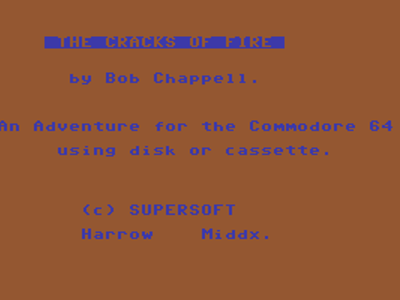 THE CRACKS OF FIRE
by Bob Chappell.
An Adventure for the Commodore 64
using disk or cassette.
(c) SUPERSOFT
Harrow Middx.